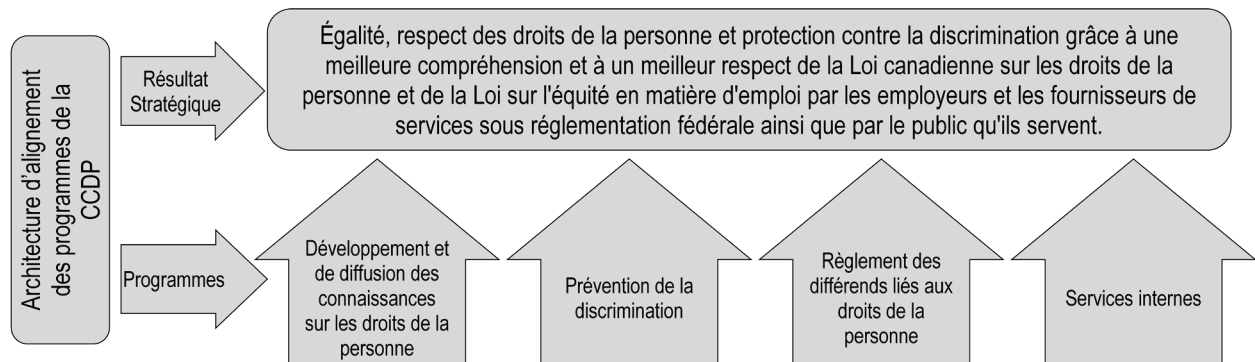 Architecture d’alignement
des programmes de la
CCDP
Résultat
Stratégique
Égalité, respect des droits de la personne et protection contre la discrimination grâce à une
meilleure compréhension et à un meilleur respect de la Loi canadienne sur les droits de la
personne et de la Loi sur l'équité en matière d'emploi par les employeurs et les fournisseurs de
services sous réglementation fédérale ainsi que par le public qu'ils servent.
Programmes
Développement et
de diffusion des
connaissances
sur les droits de la
personne
Prévention de la
discrimination
Règlement des
différends liés aux
droits de la
personne
Services internes